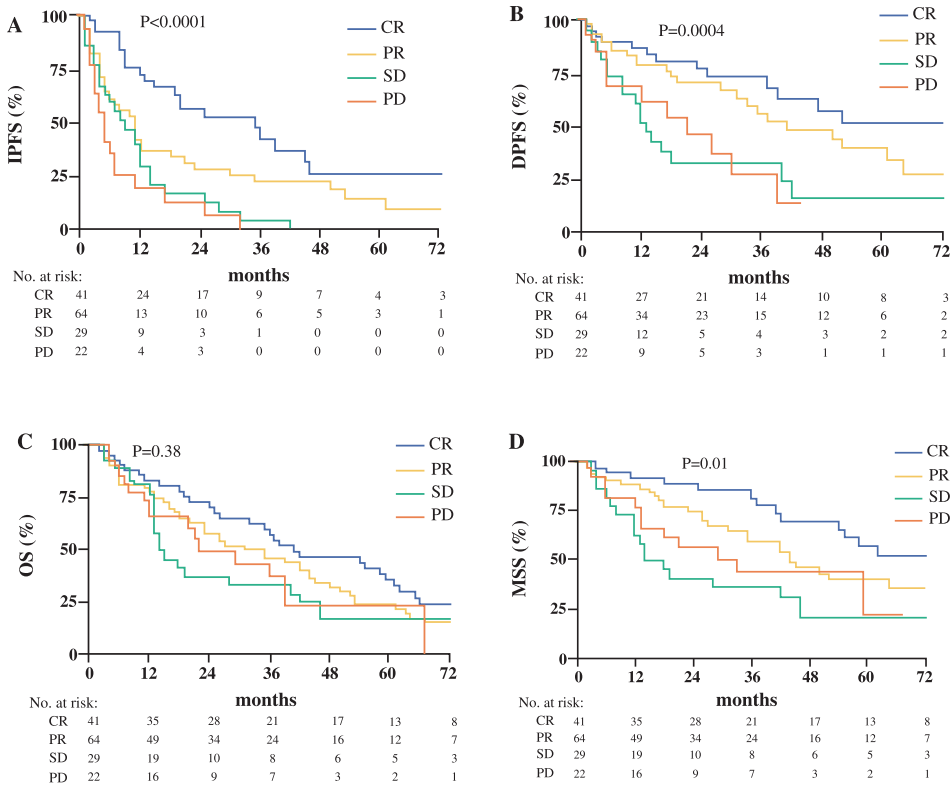 A
P<0.0001
CR
PR
SD
PD
IPFS (%)
100
75
50
25
0
0 12 24 36 48 60 72
months
No. at risk:
CR 41 24 17 9 7 4 3
PR 64 13 10 6 5 3 1
SD 29 9 3 1 0 0 0
PD 22 4 3 0 0 0 0
B
P=0.0004
CR
PR
SD
PD
DPFS (%)
100
75
50
25
0
0 12 24 36 48 60 72
months
No. at risk:
CR 41 27 21 14 10 8 3
PR 64 34 23 15 12 6 2
SD 29 12 5 4 3 2 2
PD 22 9 5 3 1 1 1
C
P=0.38
CR
PR
SD
PD
OS (%)
100
75
50
25
0
0 12 24 36 48 60 72
months
No. at risk:
CR 41 35 28 21 17 13 8
PR 64 49 34 24 16 12 7
SD 29 19 10 8 6 5 3
PD 22 16 9 7 3 2 1
D
P=0.01
CR
PR
SD
PD
MSS (%)
100
75
50
25
0
0 12 24 36 48 60 72
months
No. at risk:
CR 41 35 28 21 17 13 8
PR 64 49 34 24 16 12 7
SD 29 19 10 8 6 5 3
PD 22 16 9 7 3 2 1